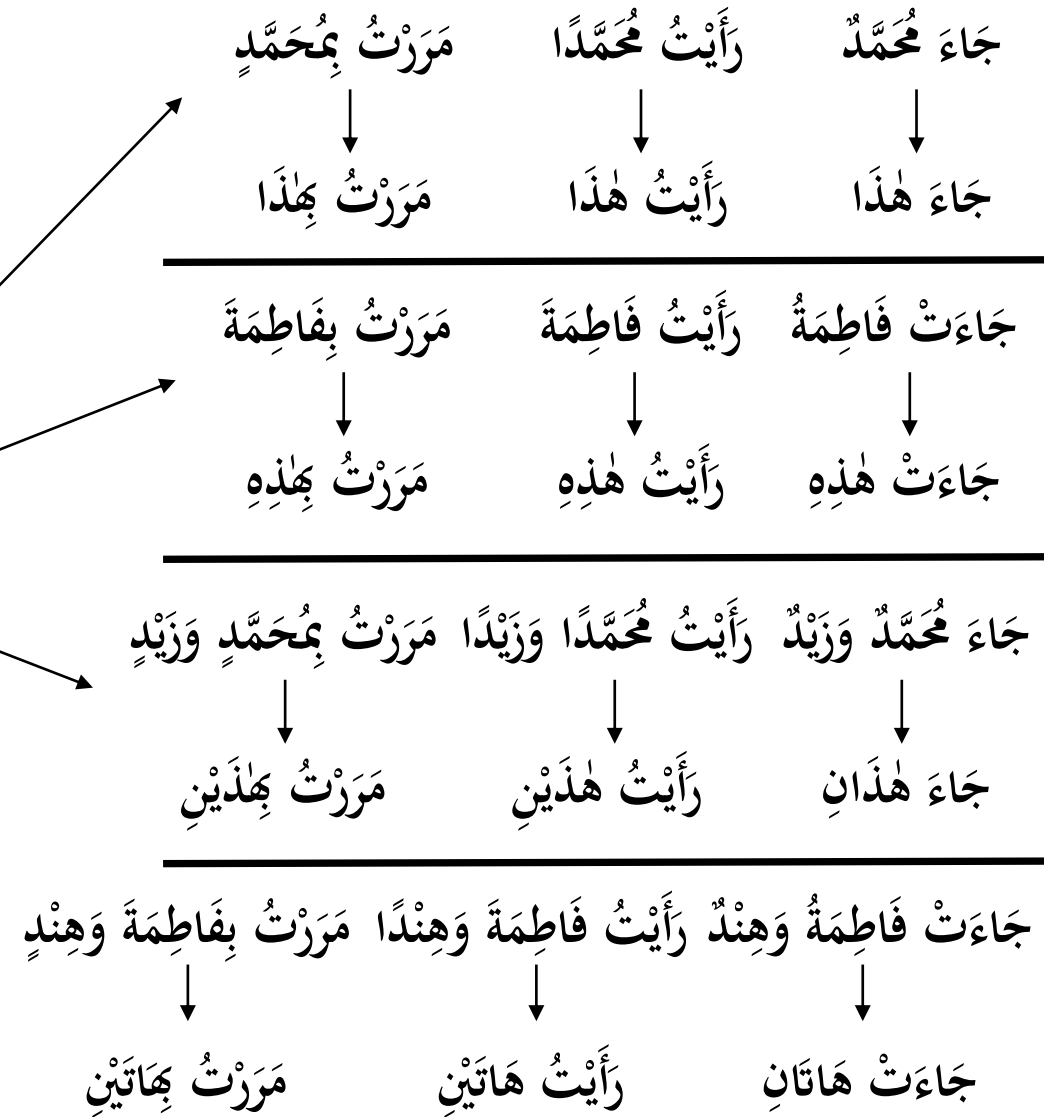 جَاءَ مُحَمَّدٌ رَأَيْتُ مُحَمَّدًا مَرَرْتُ بِمُحَمَّدٍ
جَاءَ هٰذَا رَأَيْتُ هٰذَا مَرَرْتُ بِهٰذَا
جَاءَتْ فَاطِمَةُ رَأَيْتُ فَاطِمَةَ مَرَرْتُ بِفَاطِمَةَ
جَاءَتْ هٰذِهِ رَأَيْتُ هٰذِهِ مَرَرْتُ بِهٰذِهِ
جَاءَ مُحَمَّدٌ وَزَيْدٌ رَأَيْتُ مُحَمَّدًا وَزَيْدًا مَرَرْتُ بِمُحَمَّدٍ وَزَيْدٍ
جَاءَ هٰذَانِ رَأَيْتُ هٰذَيْنِ مَرَرْتُ بِهٰذَيْنِ
جَاءَتْ فَاطِمَةُ وَهِنْدٌ رَأَيْتُ فَاطِمَةَ وَهِنْدًا مَرَرْتُ بِفَاطِمَةَ وَهِنْدٍ
جَاءَتْ هَاتَانِ رَأَيْتُ هَاتَيْنِ مَرَرْتُ بِهَاتَيْنِ